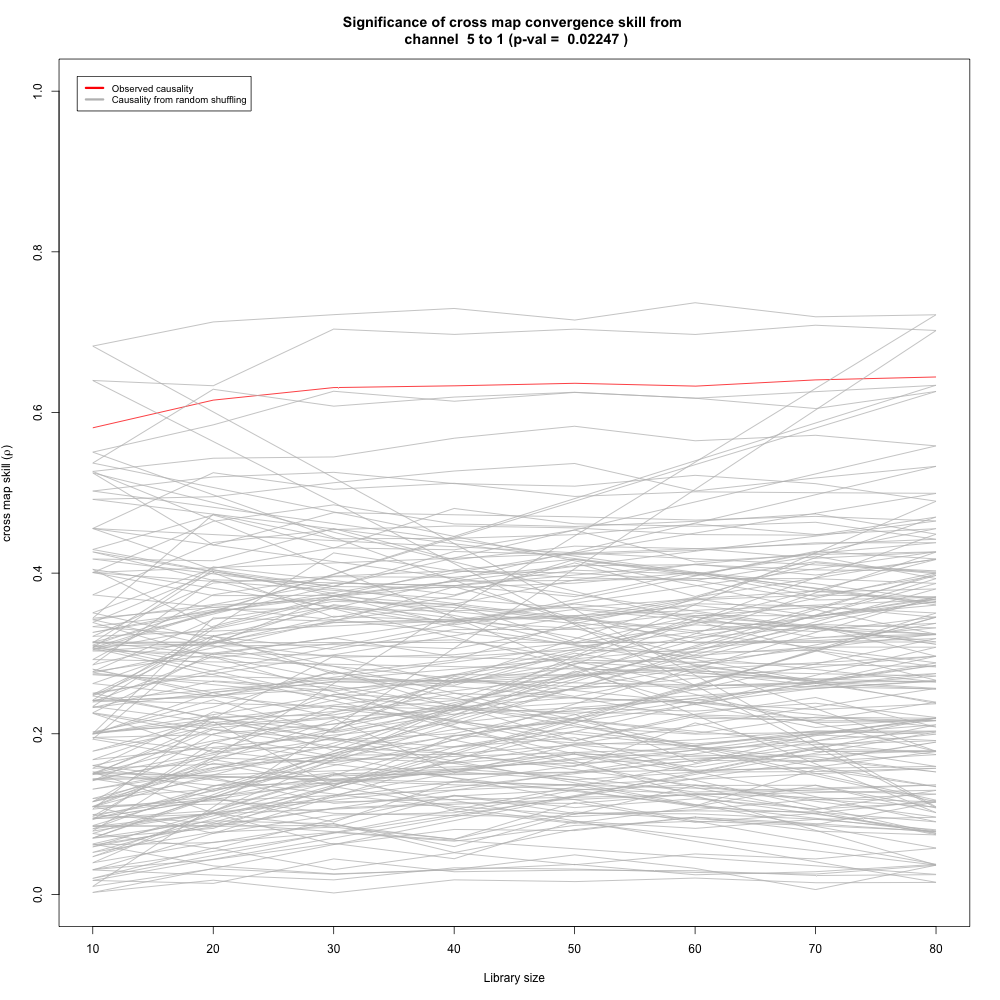 Significance of cross map convergence skill from
channel  5 to 1 (p-val =  0.02247 )
Observed causality
Causality from random shuffling
cross map skill (ρ)
1.0
0.8
0.6
0.4
0.2
0.0
10 20 30 40 50 60 70 80
Library size